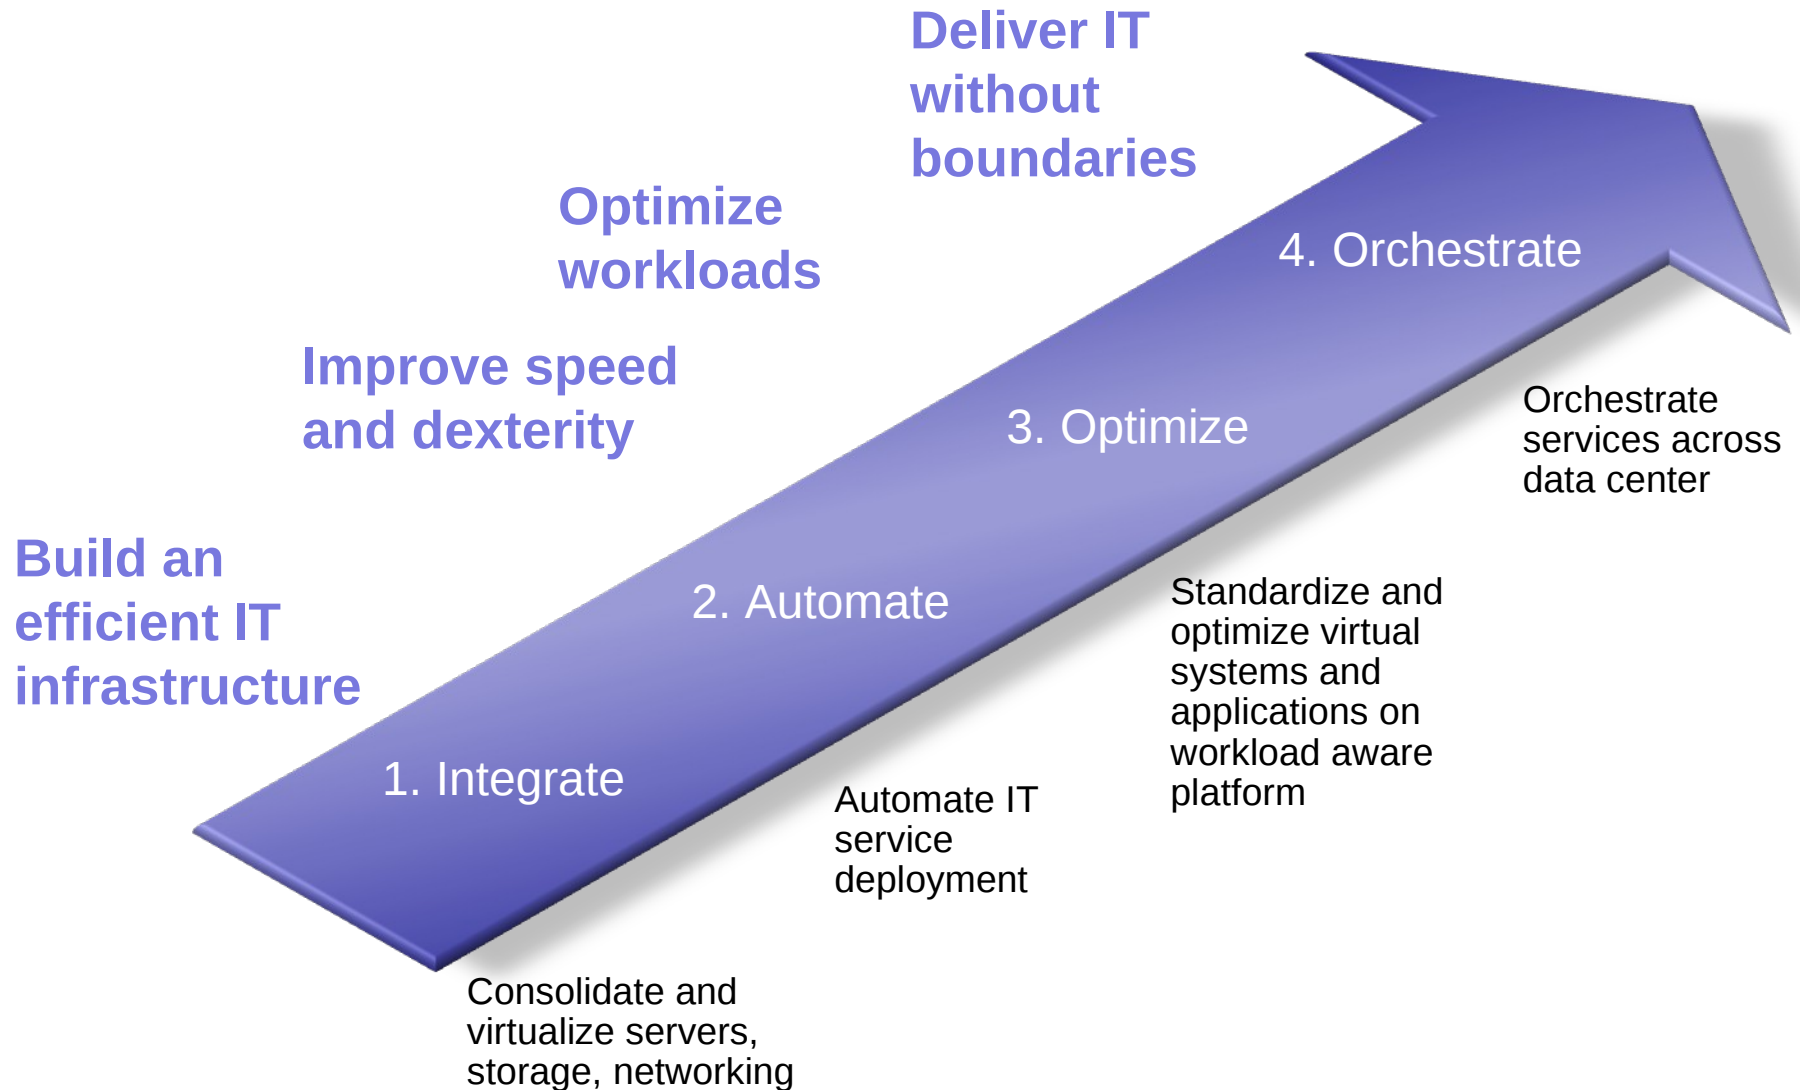 Deliver IT
without
boundaries
Optimize
workloads
4. Orchestrate
Improve speed
and dexterity
3. Optimize
Orchestrate
services across
data center
Build an
efficient IT
infrastructure
2. Automate
Standardize and
optimize virtual
systems and
applications on
workload aware
platform
1. Integrate
Automate IT
service
deployment
Consolidate and
virtualize servers,
storage, networking